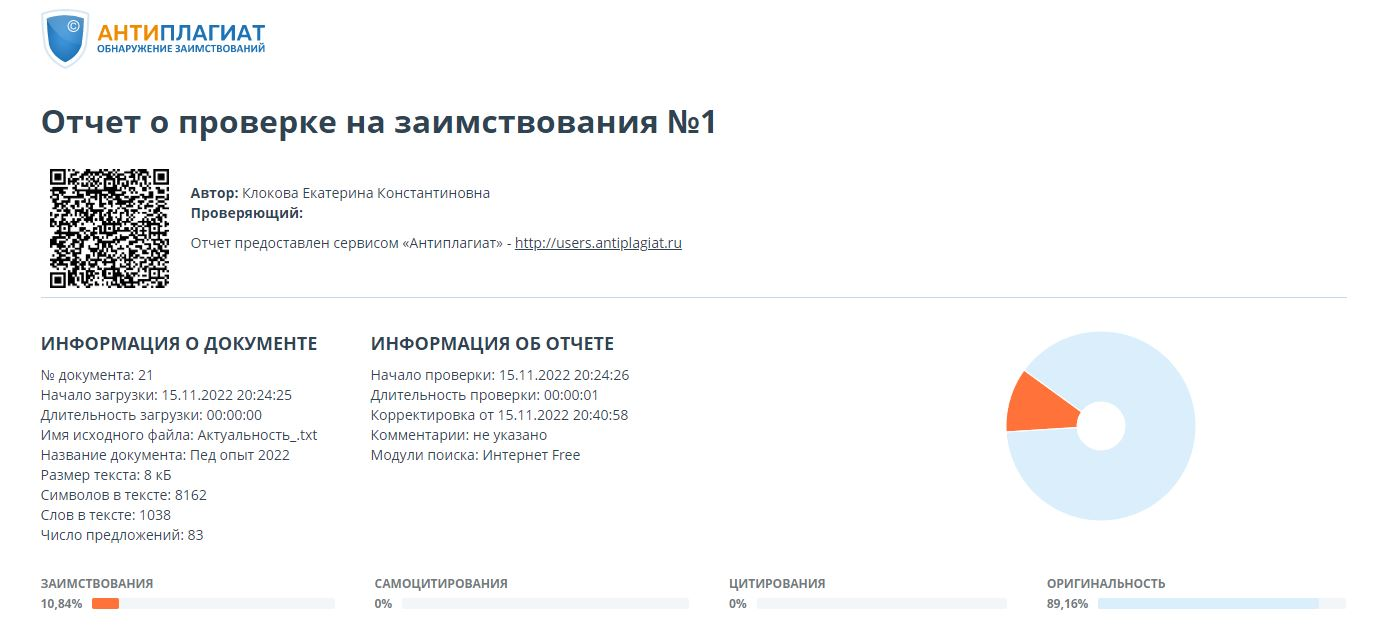 ©
АНТИПЛАГИАТ
ОБНАРУЖЕНИЕ ЗАИМСТВОВАНИЙ
Отчет о проверке на заимствования №1
Автор: Клокова Екатерина Константиновна
Проверяющий:
Отчет предоставлен сервисом «Антиплагиат» - http://users.antiplagiat.ru
ИНФОРМАЦИЯ О ДОКУМЕНТЕ
№ документа: 21
Начало загрузки: 15.11.2022 20:24:25
Длительность загрузки: 00:00:00
Имя исходного файла: Актуальность_.txt
Название документа: Пед опыт 2022
Размер текста: 8 кБ
Символов в тексте: 8162
Слов в тексте: 1038
Число предложений: 83
ИНФОРМАЦИЯ ОБ ОТЧЕТЕ
Начало проверки: 15.11.2022 20:24:26
Длительность проверки: 00:00:01
Корректировка от 15.11.2022 20:40:58
Комментарии: не указано
Модули поиска: Интернет Free
ЗАИМСТВОВАНИЯ
10,84%
САМОЦИТИРОВАНИЯ
0%
ЦИТИРОВАНИЯ
0%
ОРИГИНАЛЬНОСТЬ
89,16%